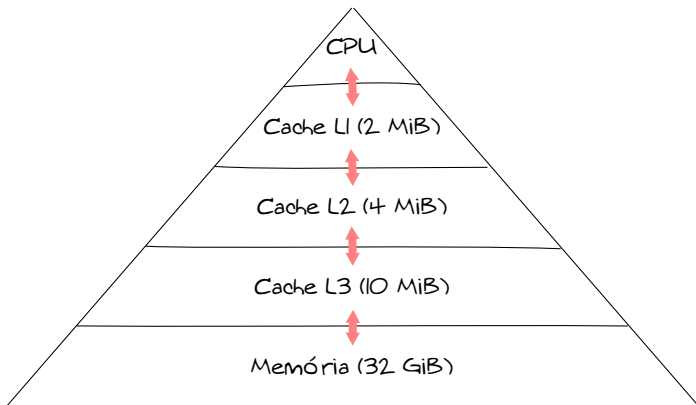 CPU
Cache L1 (2 MiB)
Cache L2 (4 MiB)
Cache L3 (10 MiB)
Memória (32 GiB)